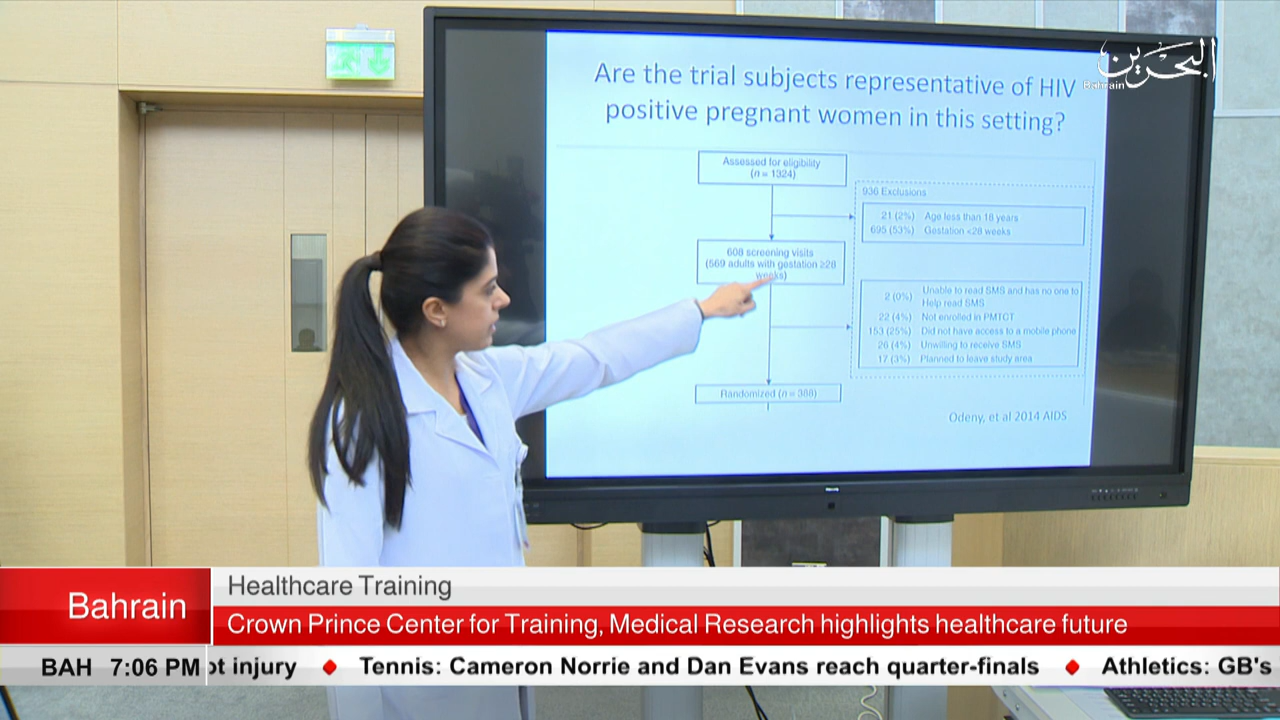 البحرين
Bahrain
Are the trial subjects representative of HIV
positive pregnant women in this setting?
Assessed for eligibility
(n = 1324)
936 Exclusions
21 (2%) Age less than 18 years
695 (53%) Gestation <28 weeks
608 screening visits
(569 adults with gestation ≥28
weeks)
2 (0%) Unable to read SMS and has no one to
Help read SMS
22 (4%) Not enrolled in PMTCT
153 (25%) Did not have access to a mobile phone
26 (4%) Unwilling to receive SMS
17 (3%) Planned to leave study area
Randomized (n = 388)
Odeny, et al 2014 AIDS
Bahrain
Healthcare Training
Crown Prince Center for Training, Medical Research highlights healthcare future
BAH 7:06 PM ot injury ♦ Tennis: Cameron Norrie and Dan Evans reach quarter-finals ♦ Athletics: GB's